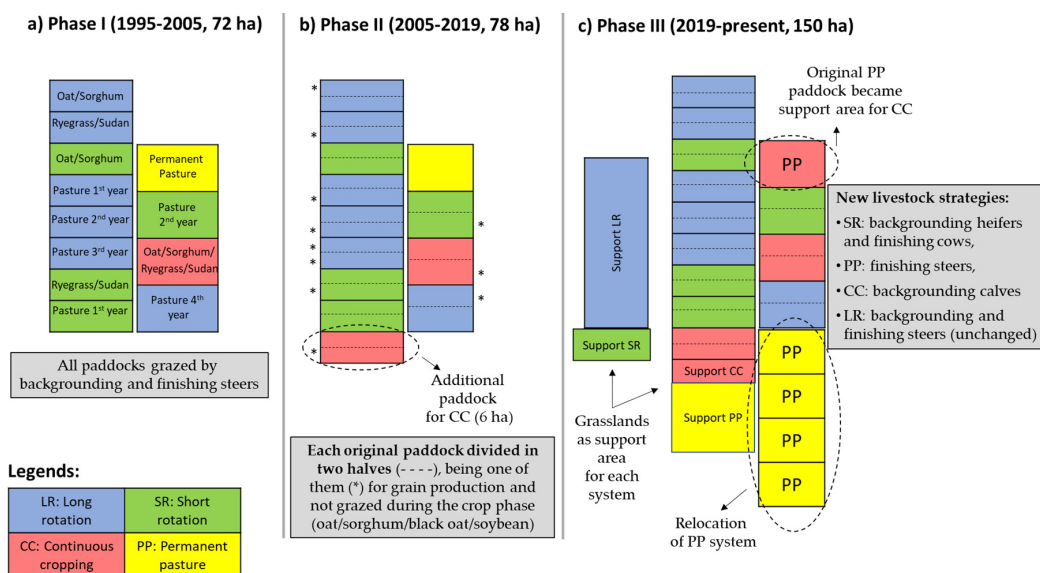 a) Phase I (1995-2005, 72 ha)
Oat/Sorghum
Ryegrass/Sudan
Oat/Sorghum
Pasture 1st year
Pasture 2nd year
Pasture 3rd year
Ryegrass/Sudan
Pasture 1st year
Permanent
Pasture
Pasture
2nd year
Oat/Sorghum/
Ryegrass/Sudan
Pasture 4th
year
All paddocks grazed by
backgrounding and finishing steers
Legends:
LR: Long
rotation
SR: Short
rotation
CC: Continuous
cropping
PP: Permanent
pasture
b) Phase II (2005-2019, 78 ha)
*
*
*
*
*
*
*
*
*
*
*
Additional
paddock
for CC (6 ha)
Each original paddock divided in
two halves (- - - -), being one of
them (*) for grain production and
not grazed during the crop phase
(oat/sorghum/black oat/soybean)
c) Phase III (2019-present, 150 ha)
Original PP
paddock became
support area for CC
Support LR
Support SR
Support CC
Support PP
PP
PP
PP
PP
PP
Grasslands
as support
area
for each
system
Relocation
of PP system
New livestock strategies:
• SR: backgrounding heifers
and finishing cows,
• PP: finishing steers,
• CC: backgrounding calves
• LR: backgrounding and
finishing steers (unchanged)